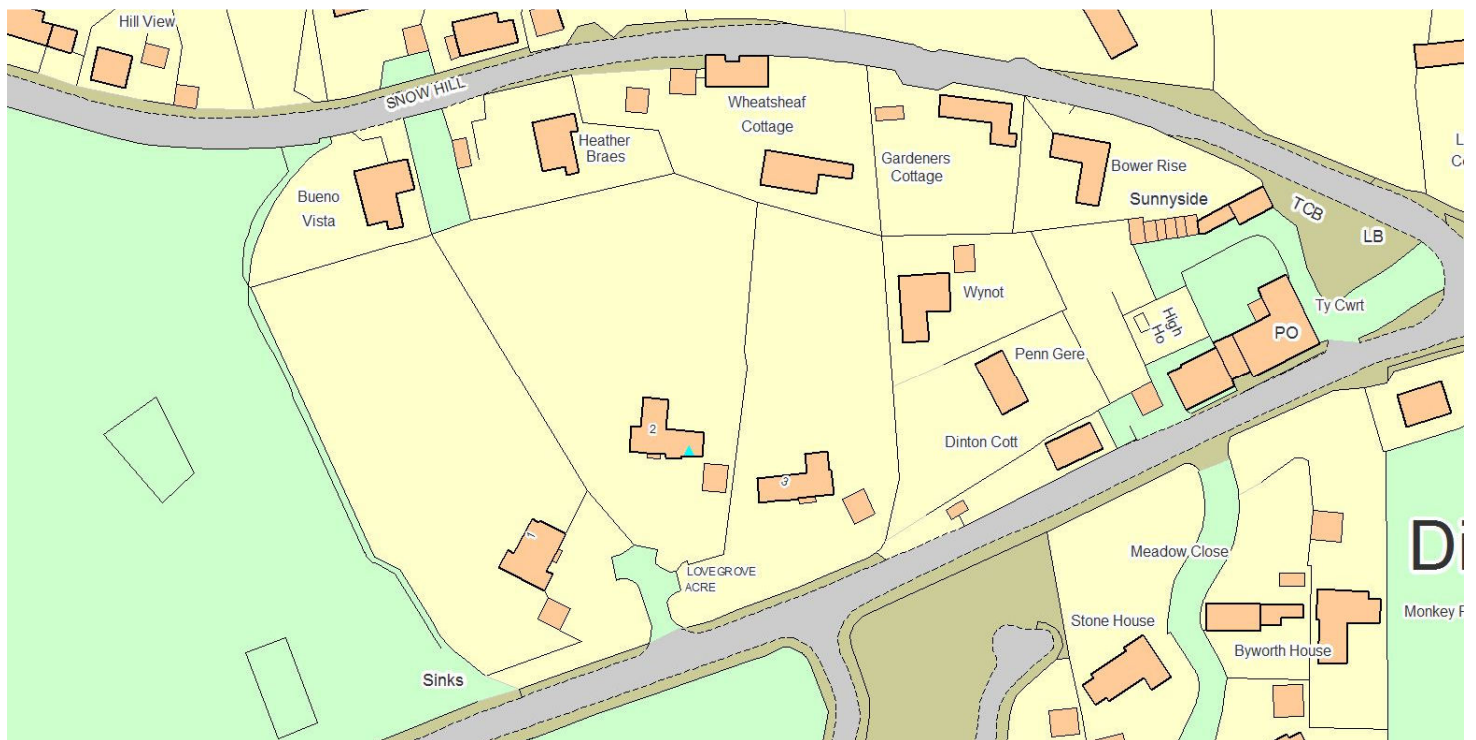 Hill View
SNOW HILL
Wheatsheaf
Cottage
Heather
Braes
Gardeners
Cottage
Bower Rise
Bueno
Vista
Sunnyside
TCB
LB
Wynot
High
Ho
Ty Cwrt
PO
Penn Gere
2
Dinton Cott
3
1
LOVEGROVE
ACRE
Meadow Close
Di
Monkey
Stone House
Byworth House
Sinks